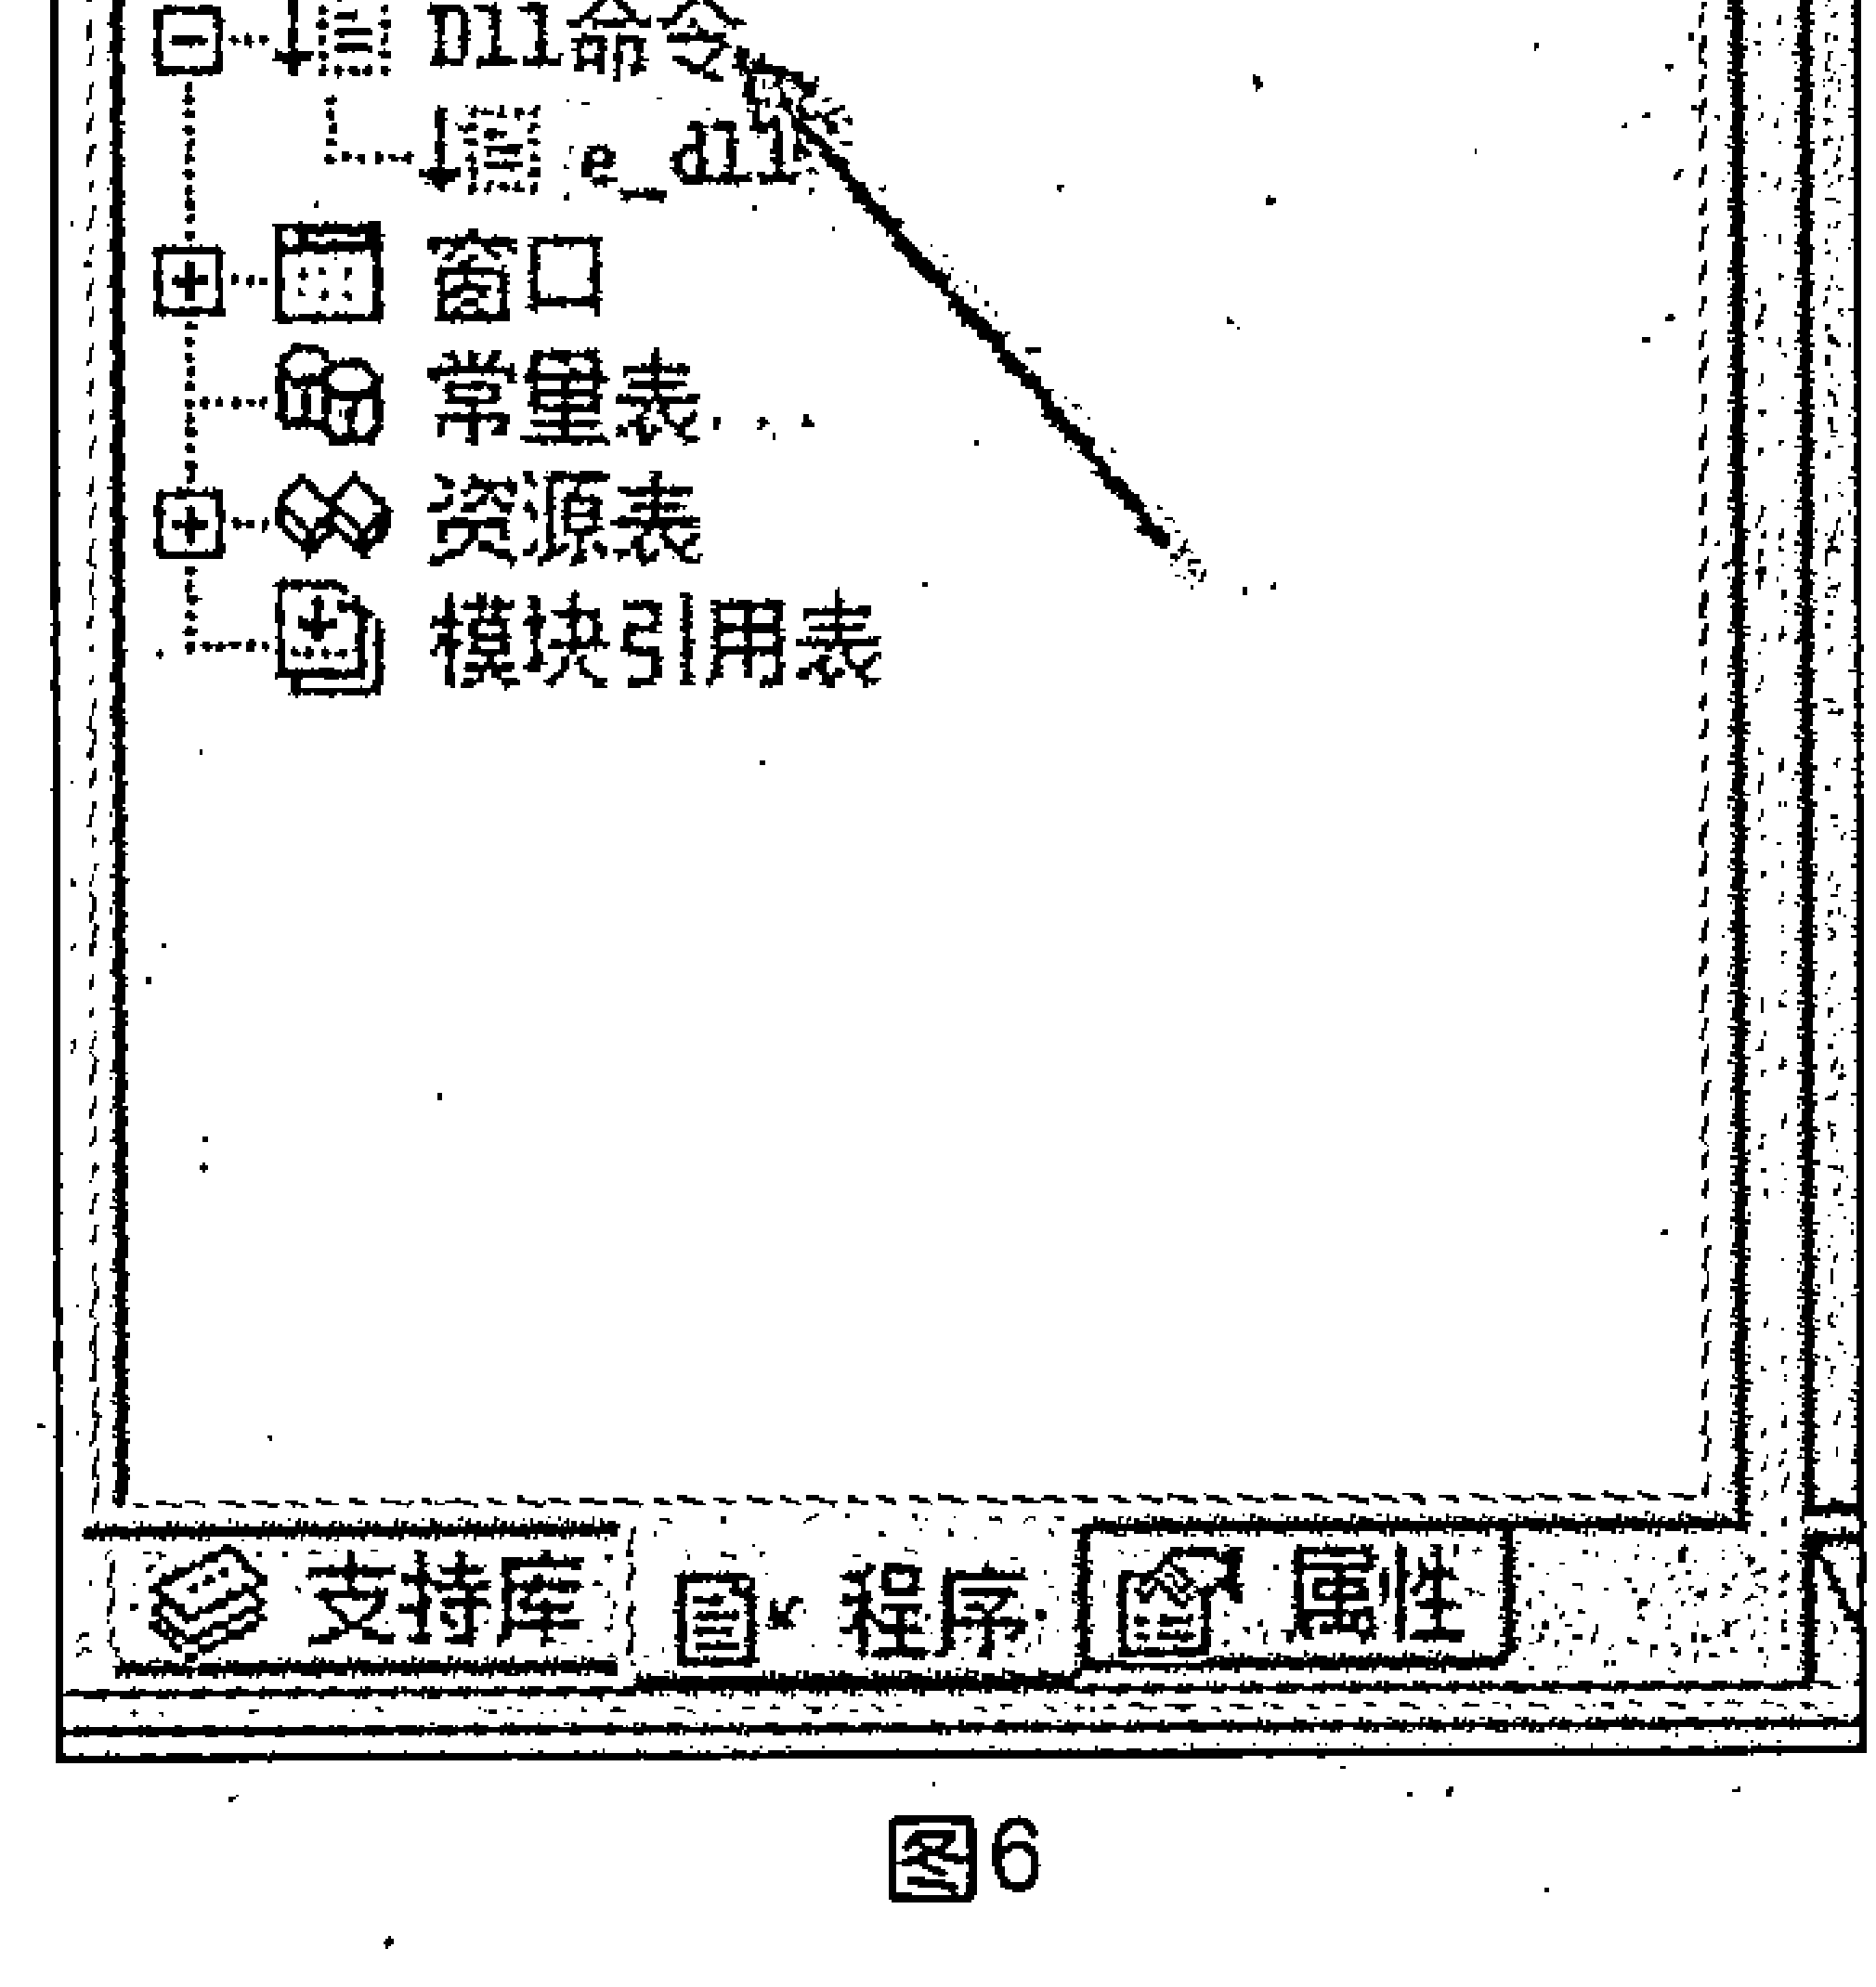 Dll命令
e_dll
窗口
常量表...
资源表
模块引用表
支持库 程序 属性
图6